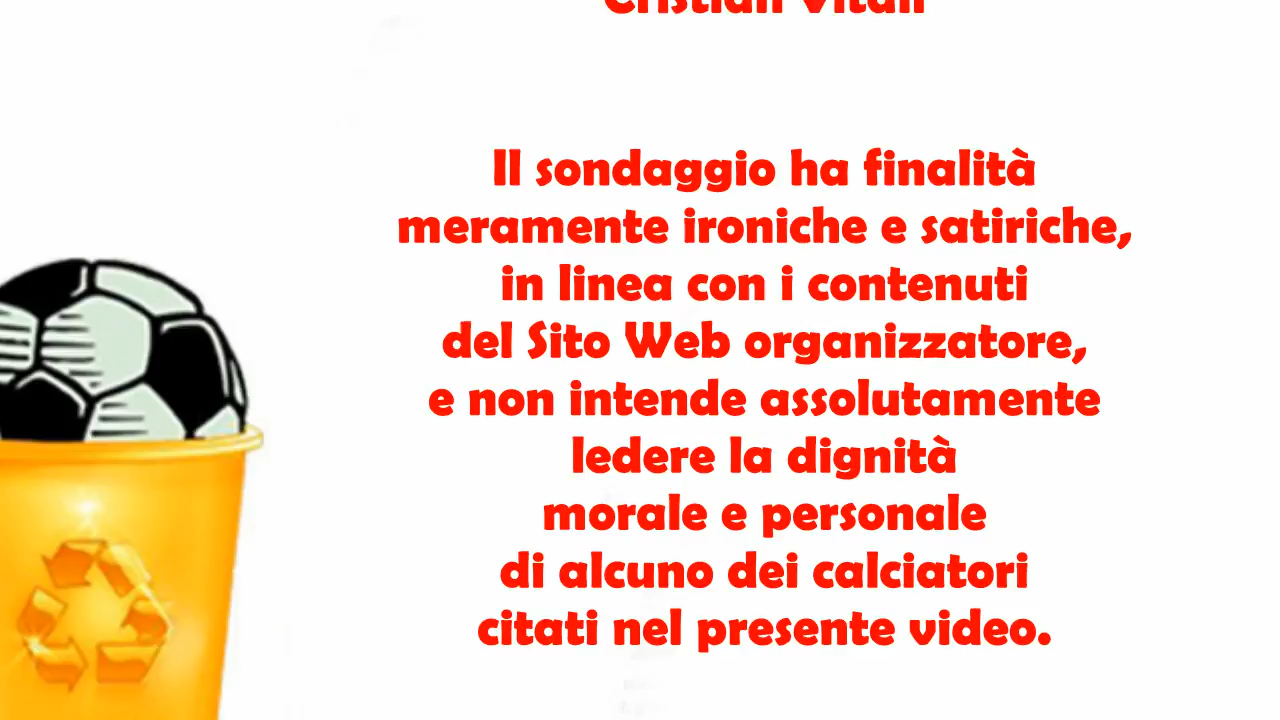 Cristian Vitali
Il sondaggio ha finalità
meramente ironiche e satiriche,
in linea con i contenuti
del Sito Web organizzatore,
e non intende assolutamente
ledere la dignità
morale e personale
di alcuno dei calciatori
citati nel presente video.